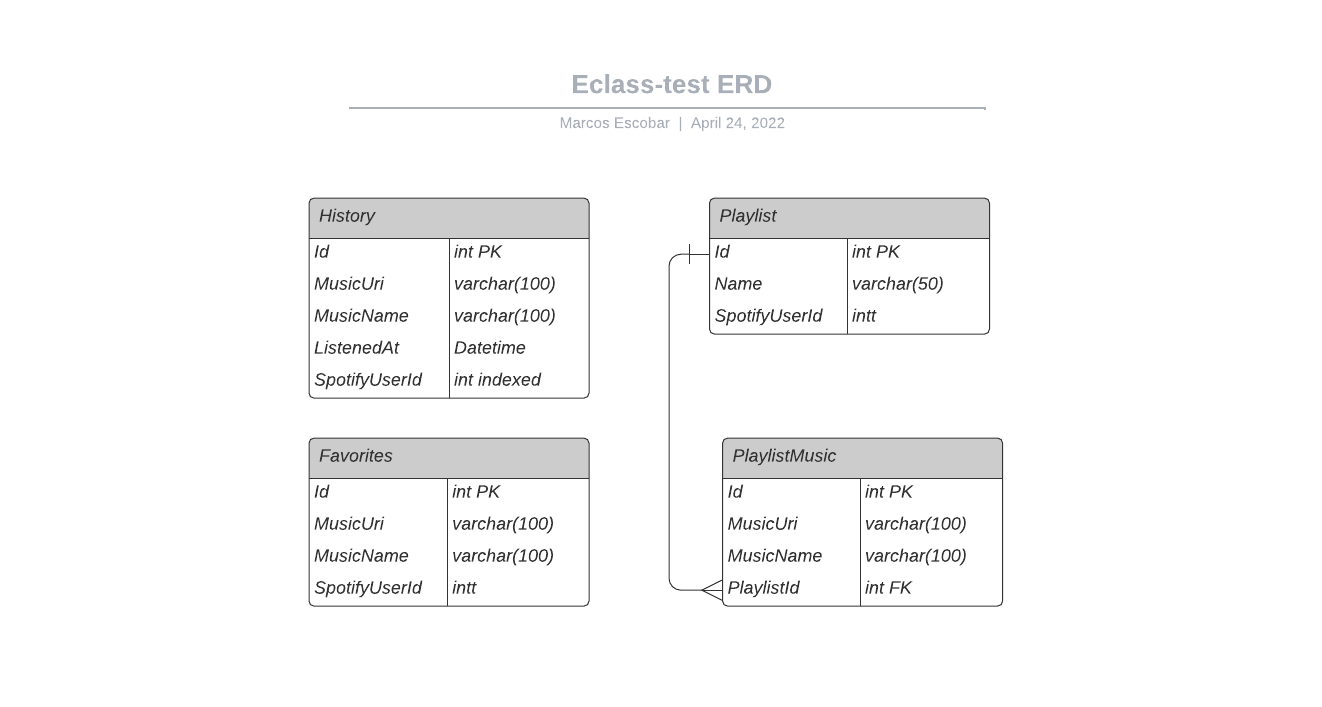 Eclass-test ERD
Marcos Escobar | April 24, 2022
History
Id int PK
MusicUri varchar(100)
MusicName varchar(100)
ListenedAt Datetime
SpotifyUserId int indexed
Playlist
Id int PK
Name varchar(50)
SpotifyUserId intt
Favorites
Id int PK
MusicUri varchar(100)
MusicName varchar(100)
SpotifyUserId intt
PlaylistMusic
Id int PK
MusicUri varchar(100)
MusicName varchar(100)
PlaylistId int FK